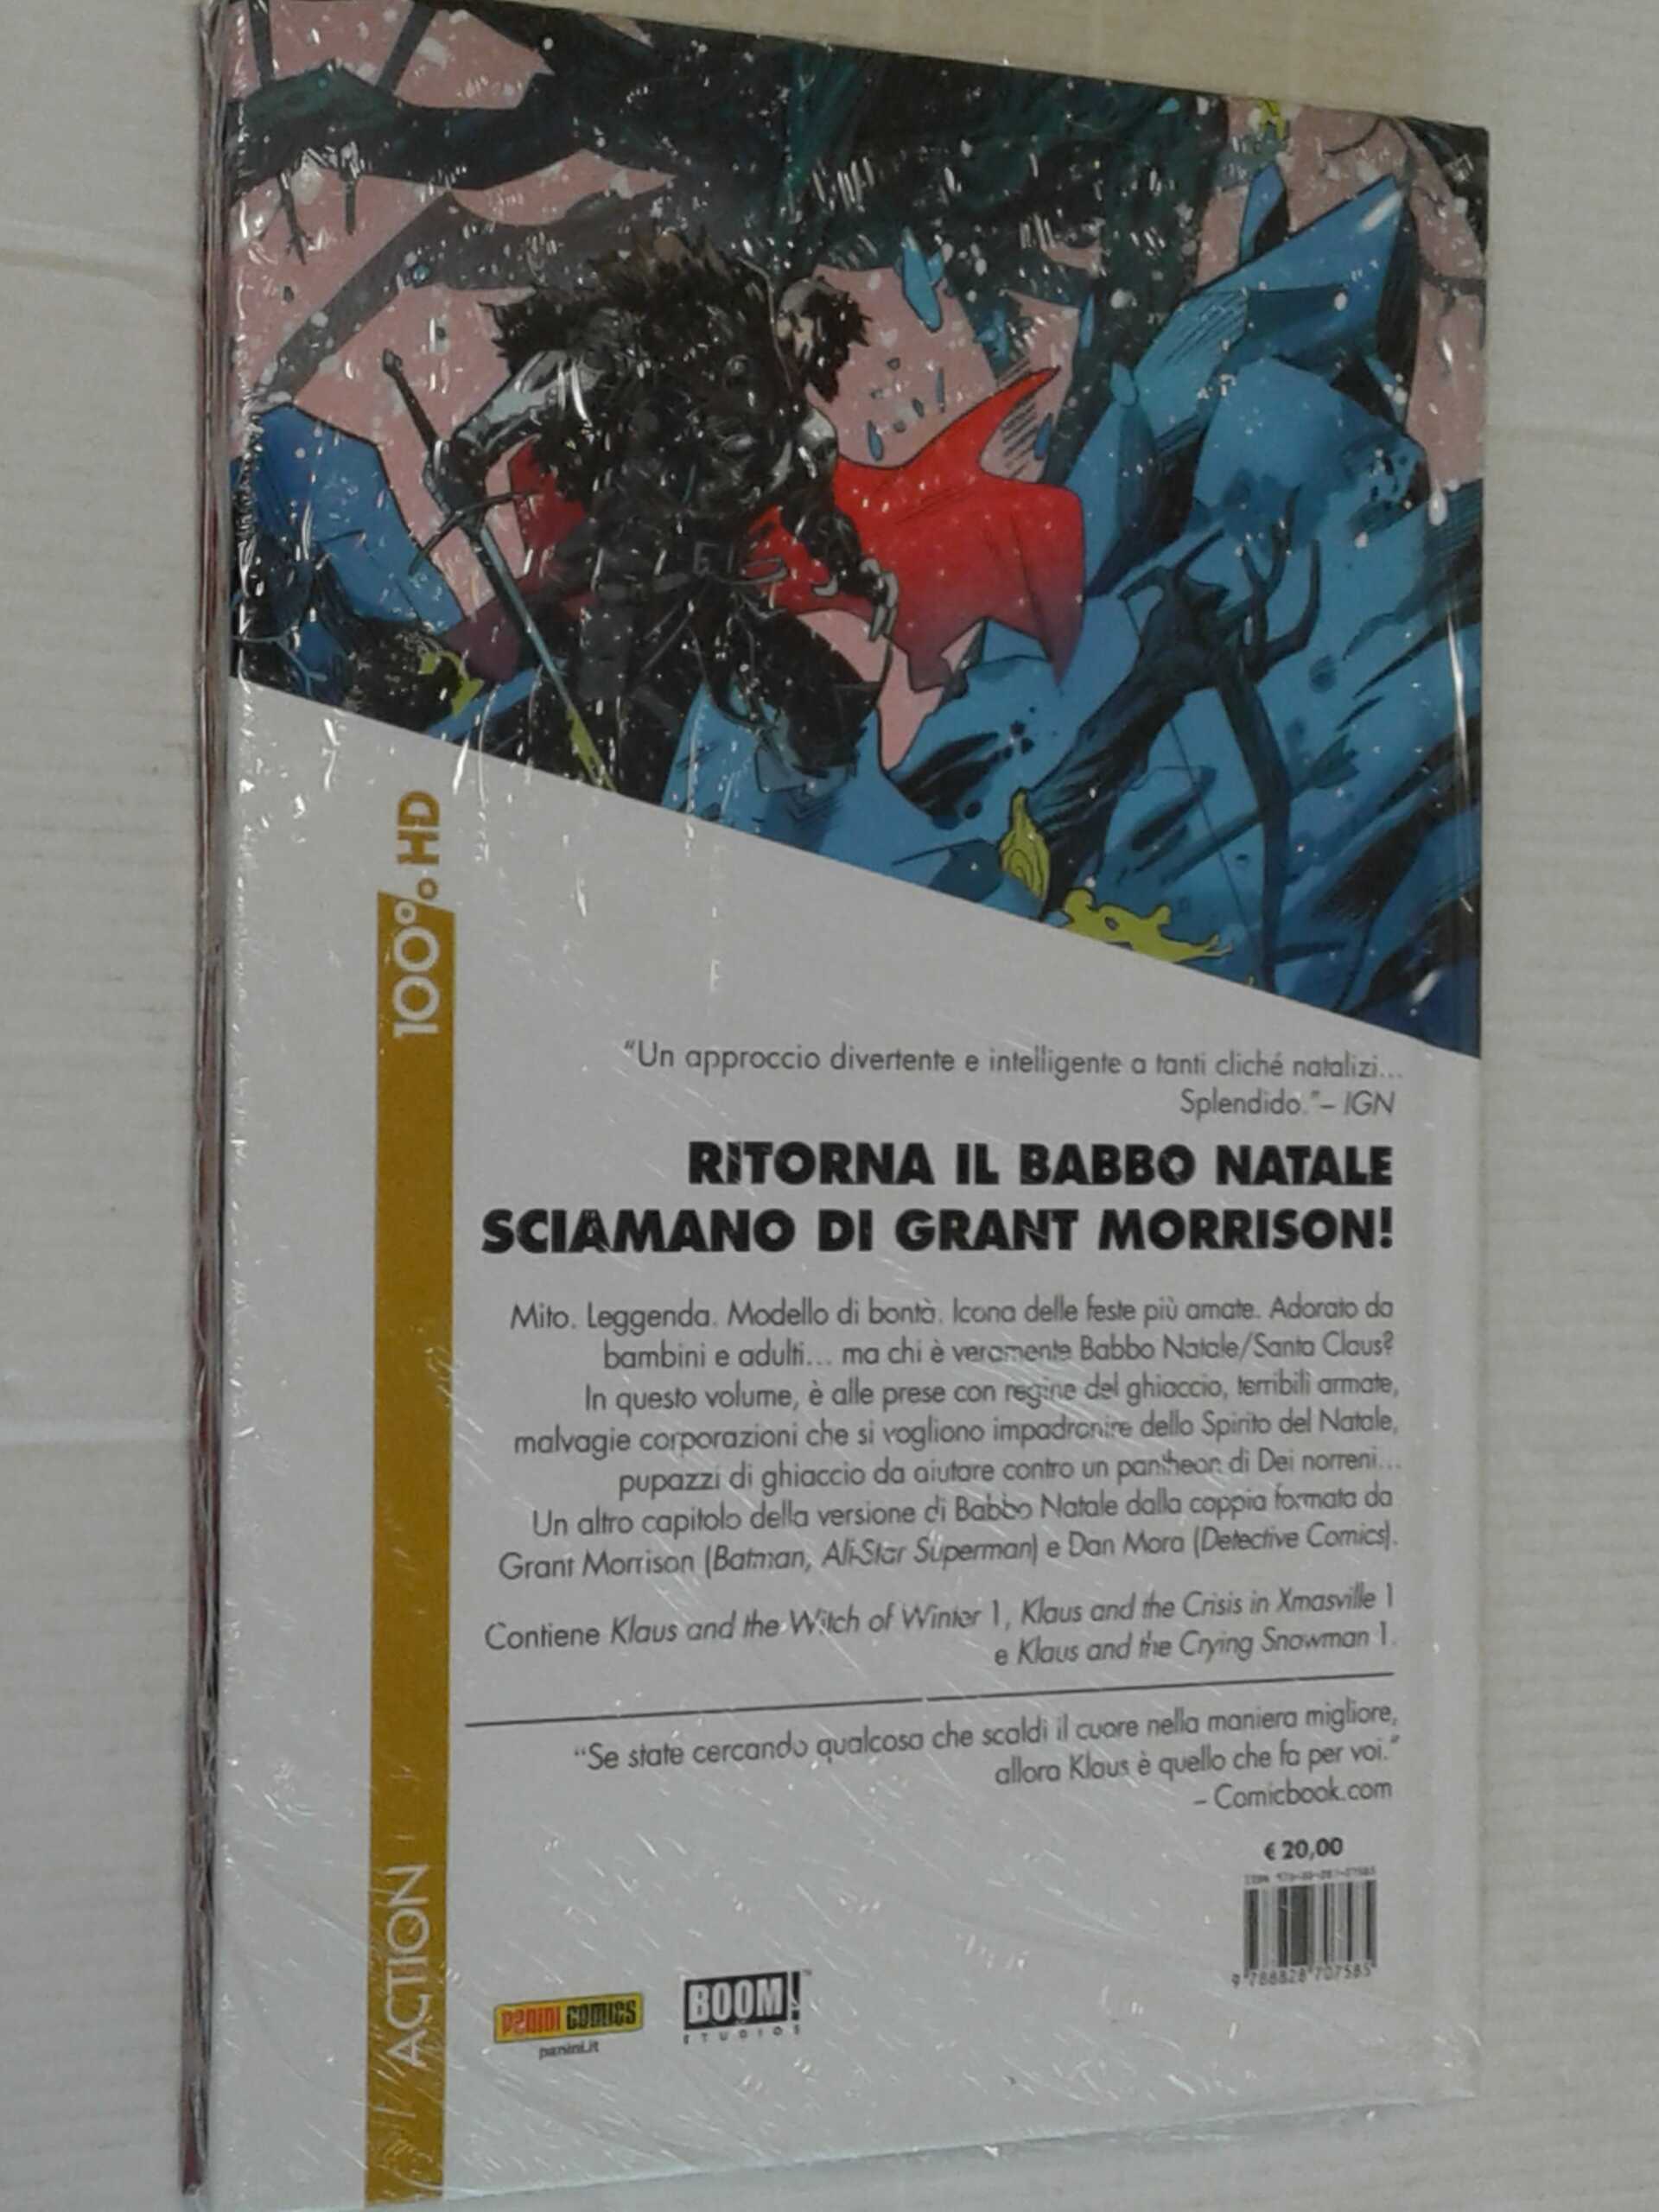 100% HD
"Un approccio divertente e intelligente a tanti cliché natalizi...
Splendido."– IGN
RITORNA IL BABBO NATALE
SCIAMANO DI GRANT MORRISON!
Mito. Leggenda. Modello di bontà. Icona delle feste più amate. Adorato da
bambini e adulti... ma chi è veramente Babbo Natale/Santa Claus?
In questo volume, è alle prese con regine del ghiaccio, terribili armate,
malvagie corporazioni che si vogliono impadronire dello Spirito del Natale,
pupazzi di ghiaccio da aiutare contro un pantheon di Dei norreni...
Un altro capitolo della versione di Babbo Natale dalla coppia formata da
Grant Morrison (Batman, All-Star Superman) e Dan Mora (Detective Comics).
Contiene Klaus and the Witch of Winter 1, Klaus and the Crisis in Xmasville 1
e Klaus and the Crying Snowman 1.
"Se state cercando qualcosa che scaldi il cuore nella maniera migliore,
allora Klaus è quello che fa per voi."
– Comicbook.com
€ 20,00
9 788828 707585
ACTION
PANINI COMICS
panini.it
BOOM!
STUDIOS